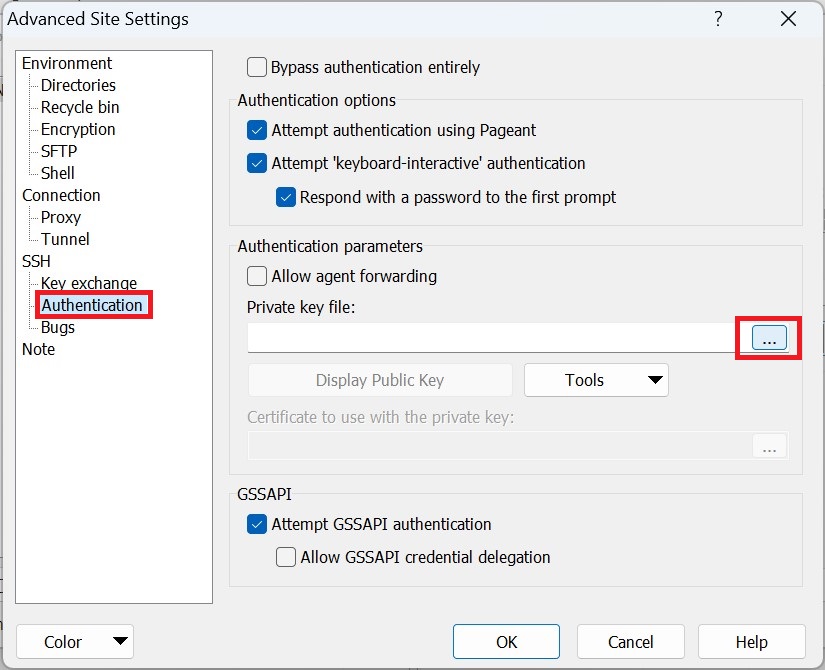 Advanced Site Settings
?
Environment
Directories
Recycle bin
Encryption
SFTP
Shell
Connection
Proxy
Tunnel
SSH
Key exchange
Authentication
Bugs
Note
Bypass authentication entirely
Authentication options
Attempt authentication using Pageant
Attempt 'keyboard-interactive' authentication
Respond with a password to the first prompt
Authentication parameters
Allow agent forwarding
Private key file:
...
Display Public Key
Tools
Certificate to use with the private key:
...
GSSAPI
Attempt GSSAPI authentication
Allow GSSAPI credential delegation
Color
OK
Cancel
Help